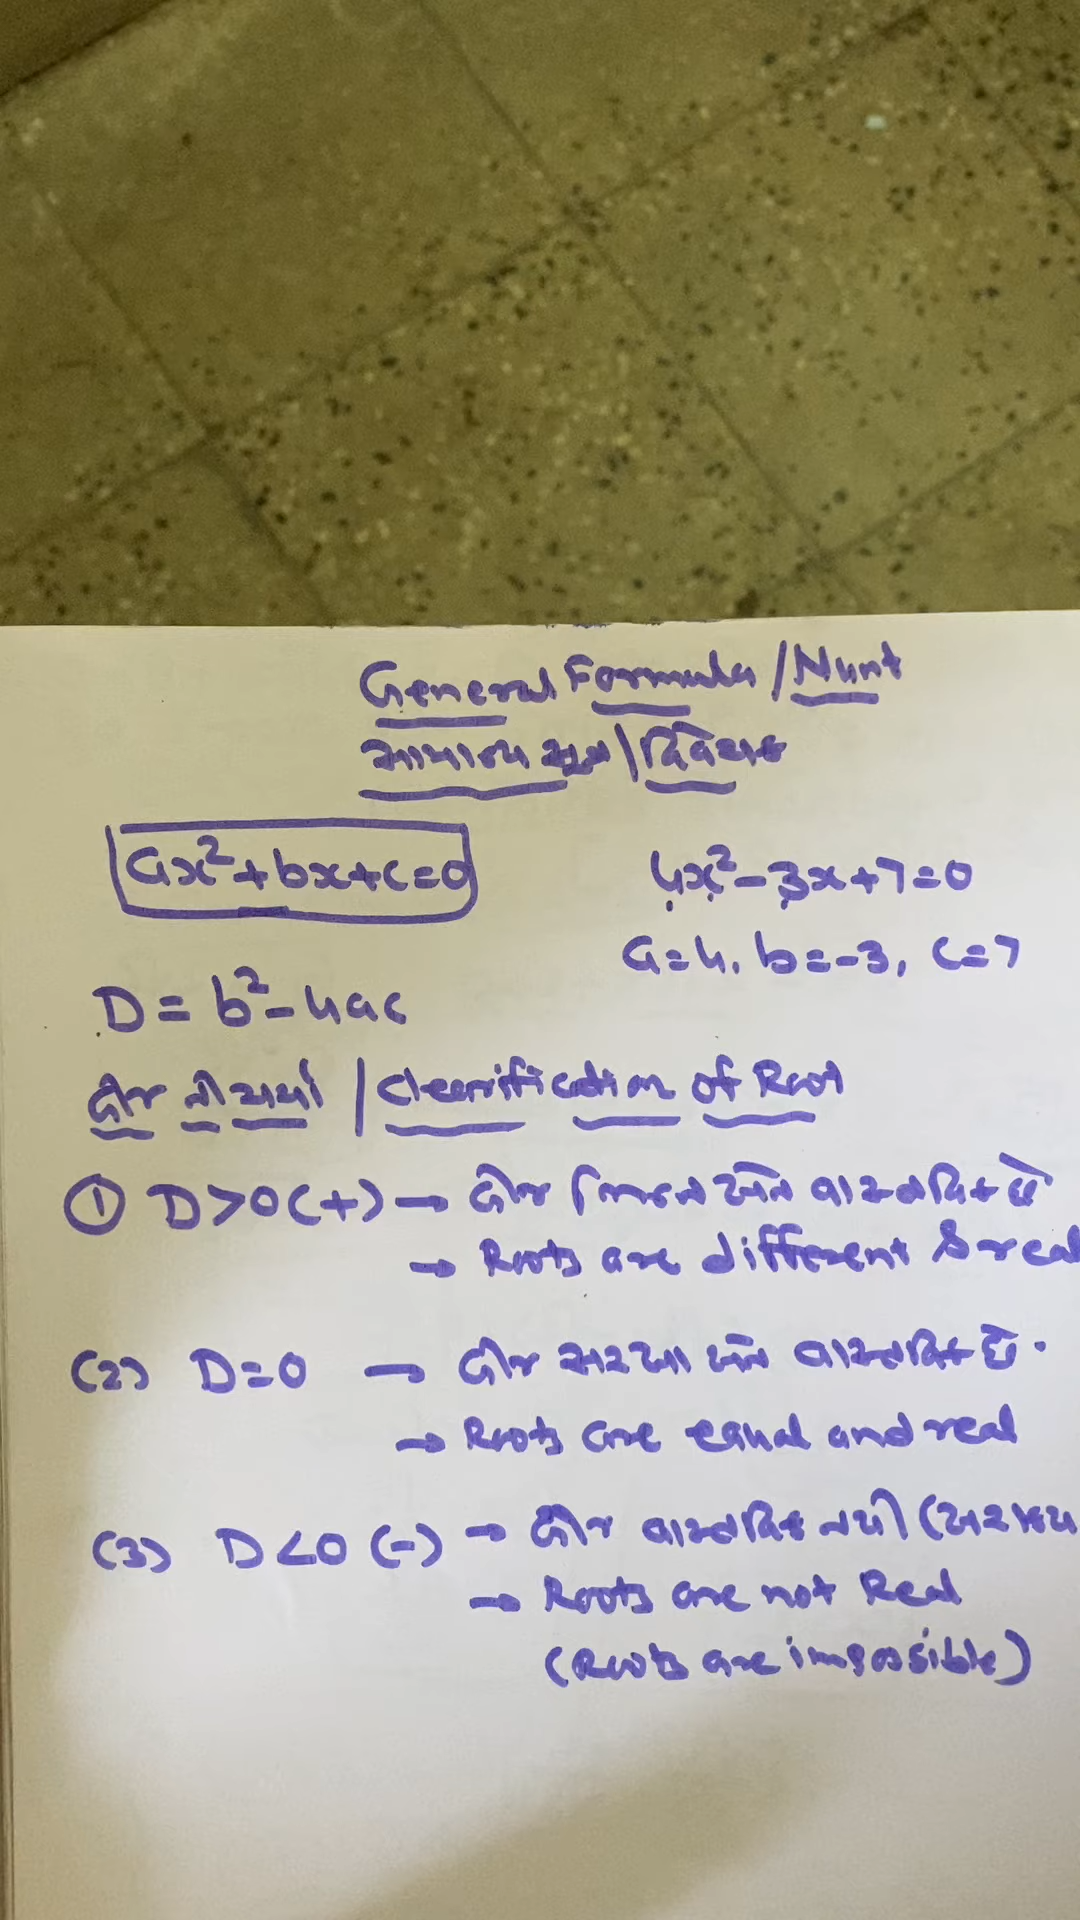 General Formula / Nunt
સામાન્ય સૂત્ર / વિવેચક
ax²+bx+c=0
4x²-3x+7=0
a=4, b=-3, c=7
D = b²-4ac
/ Classification of Root
① D>0(+) → બીજ ભિન્ન અને વાસ્તવિક છે
→ Roots are different & real
(2) D=0 → બીજ સરખા અને વાસ્તવિક છે.
→ Roots are equal and real
(3) D<0 (-) → બીજ વાસ્તવિક નથી (અશક્ય
→ Roots are not Real
(Roots are impossible)